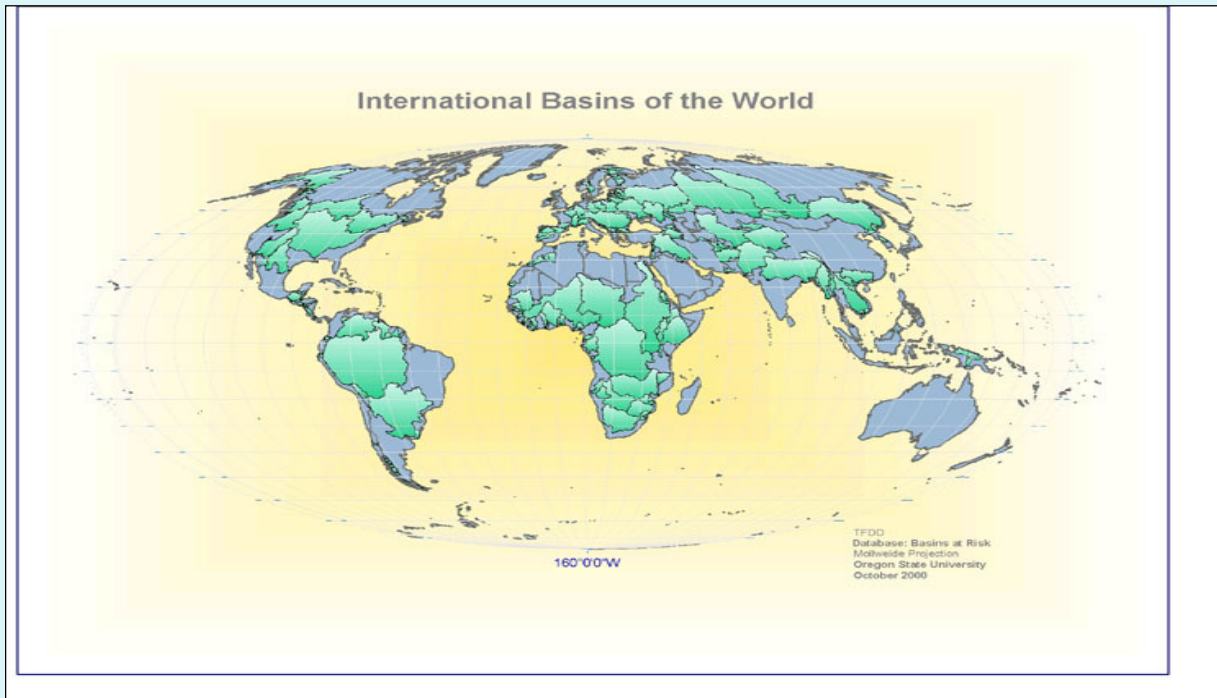 International Basins of the World
TFDD
Database: Basins at Risk
Mollweide Projection
Oregon State University
October 2000
160°0'0"W